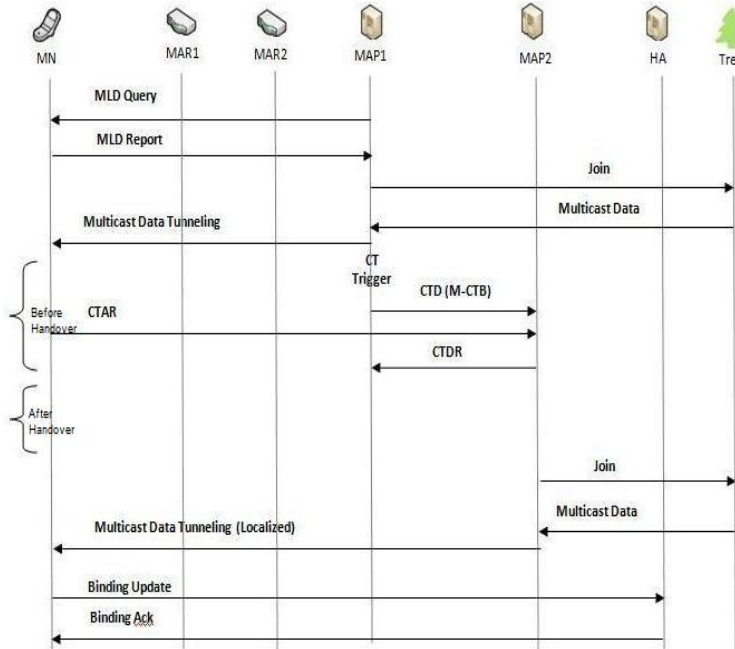 MN
MAR1
MAR2
MAP1
MAP2
HA
Tre
MLD Query
MLD Report
Join
Multicast Data
Multicast Data Tunneling
CT
Trigger
CTD (M-CTB)
Before
Handover
CTAR
CTDR
After
Handover
Join
Multicast Data
Multicast Data Tunneling (Localized)
Binding Update
Binding Ack